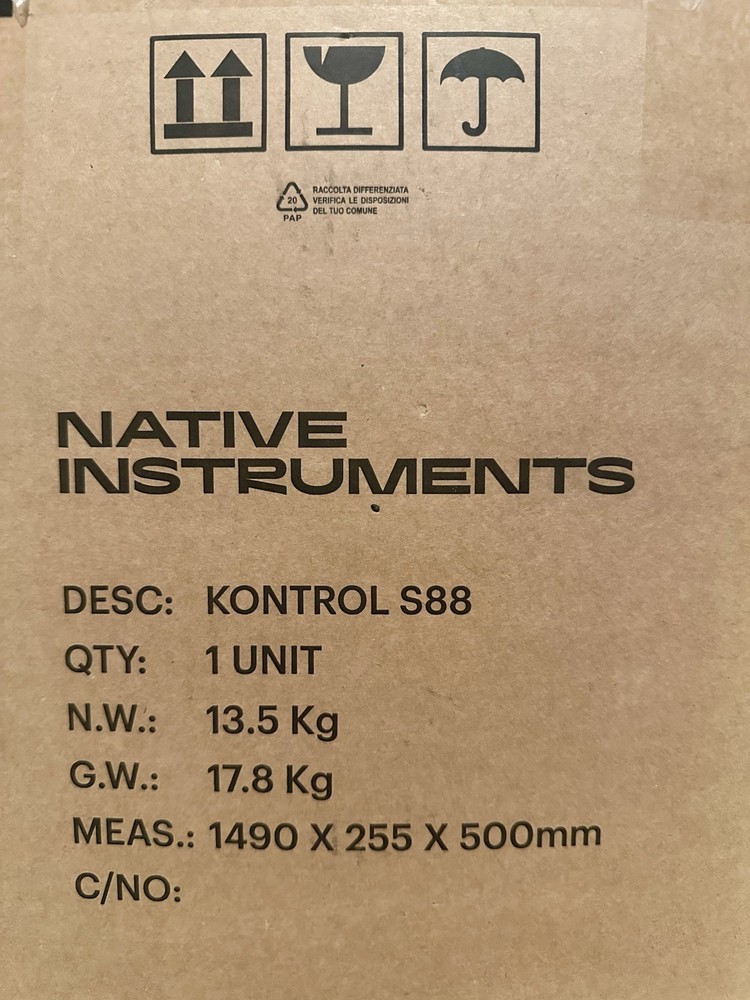 20
PAP
RACCOLTA DIFFERENZIATA
VERIFICA LE DISPOSIZIONI
DEL TUO COMUNE
NATIVE
INSTRUMENTS
DESC: KONTROL S88
QTY: 1 UNIT
N.W.: 13.5 Kg
G.W.: 17.8 Kg
MEAS.: 1490 X 255 X 500mm
C/NO: